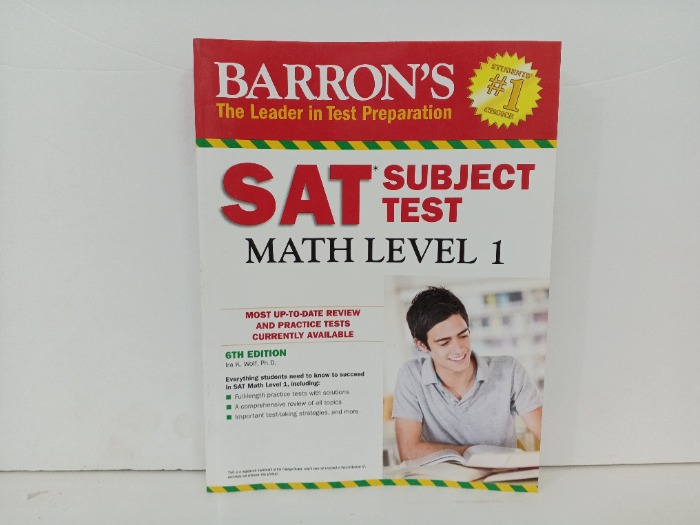 BARRON'S
The Leader in Test Preparation
STUDENTS'
#1
CHOICE
SAT* SUBJECT
TEST
MATH LEVEL 1
MOST UP-TO-DATE REVIEW
AND PRACTICE TESTS
CURRENTLY AVAILABLE
6TH EDITION
Ira K. Wolf, Ph.D.
Everything students need to know to succeed
in SAT Math Level 1, including:
Full-length practice tests with solutions
A comprehensive review of all topics
Important test-taking strategies, and more